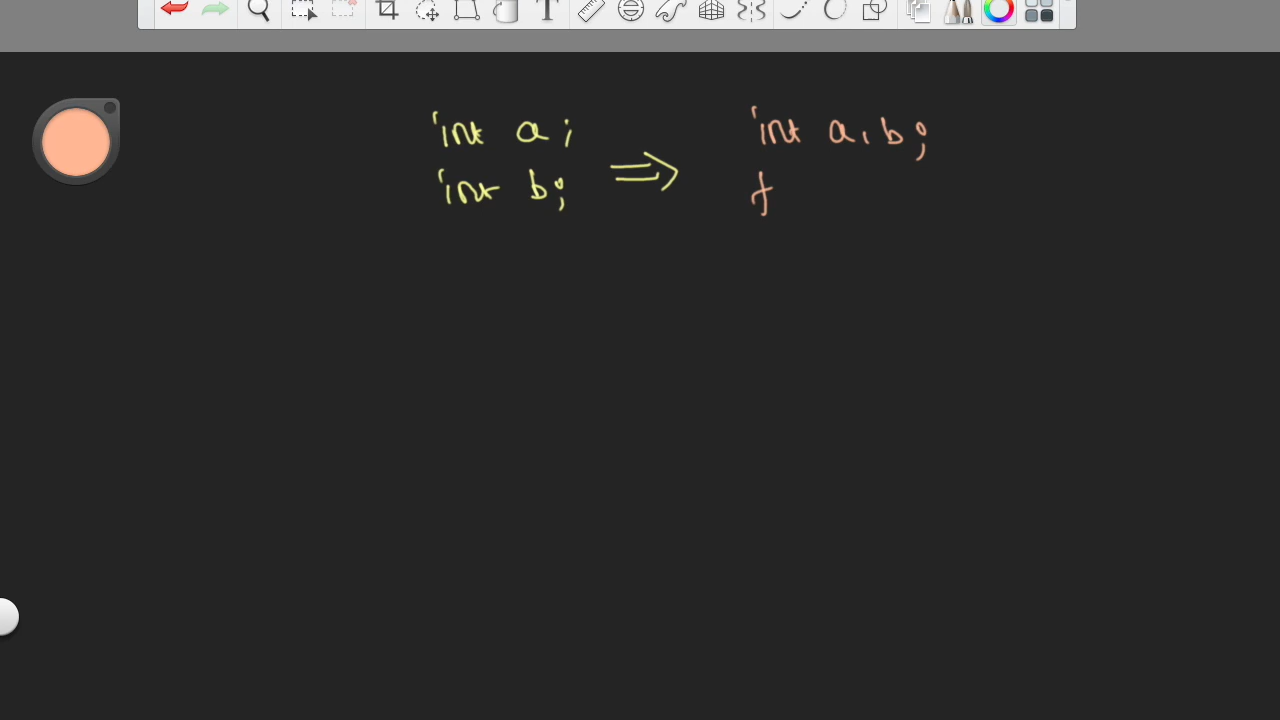 int a;
int b;
⇒
int a, b;
f